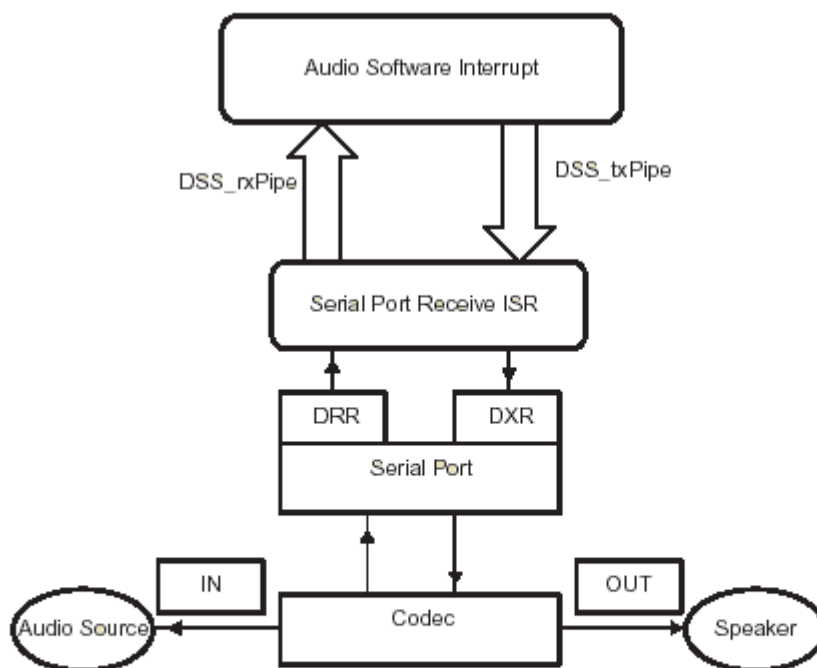 Audio Software Interrupt
DSS_rxPipe
DSS_txPipe
Serial Port Receive ISR
DRR
DXR
Serial Port
IN
OUT
Audio Source
Codec
Speaker